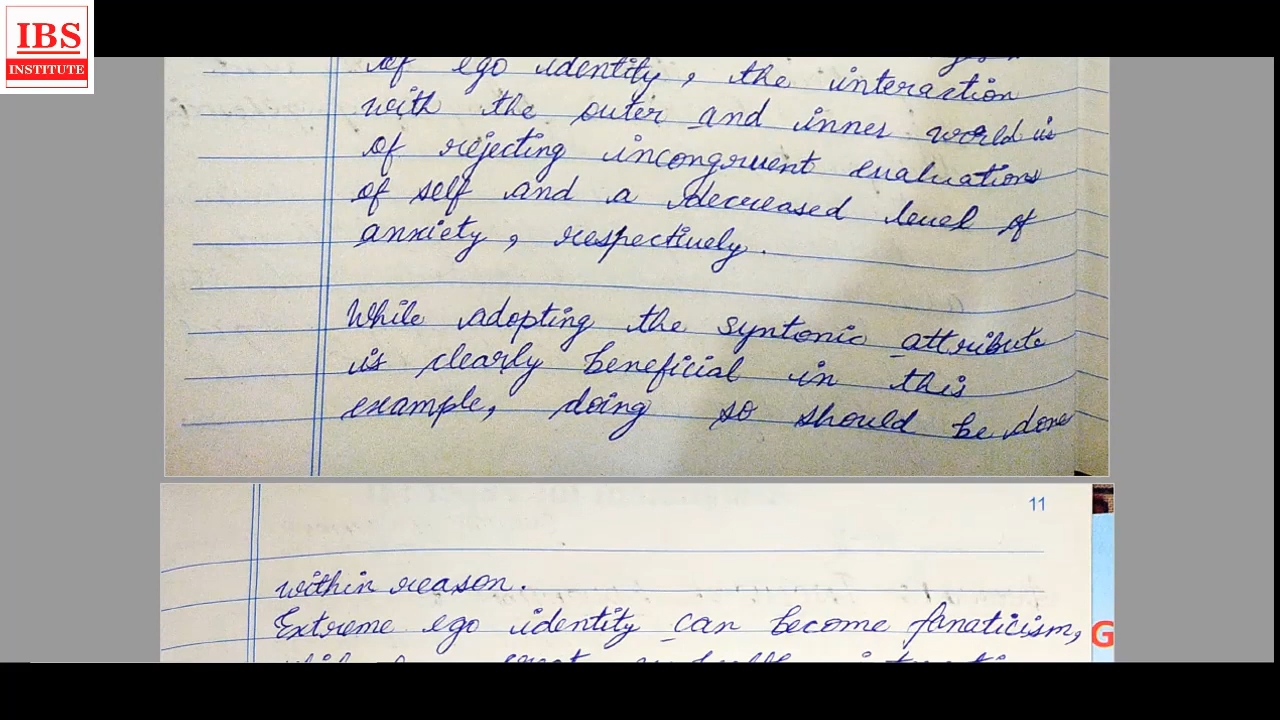 IBS
INSTITUTE
of ego identity, the interaction
with the outer and inner world is
of rejecting incongruent evaluations
of self and a decreased level of
anxiety, respectively.
While adopting the syntonic attribute
is clearly beneficial in this
example, doing so should be done
11
within reason.
Extreme ego identity can become fanaticism,
G